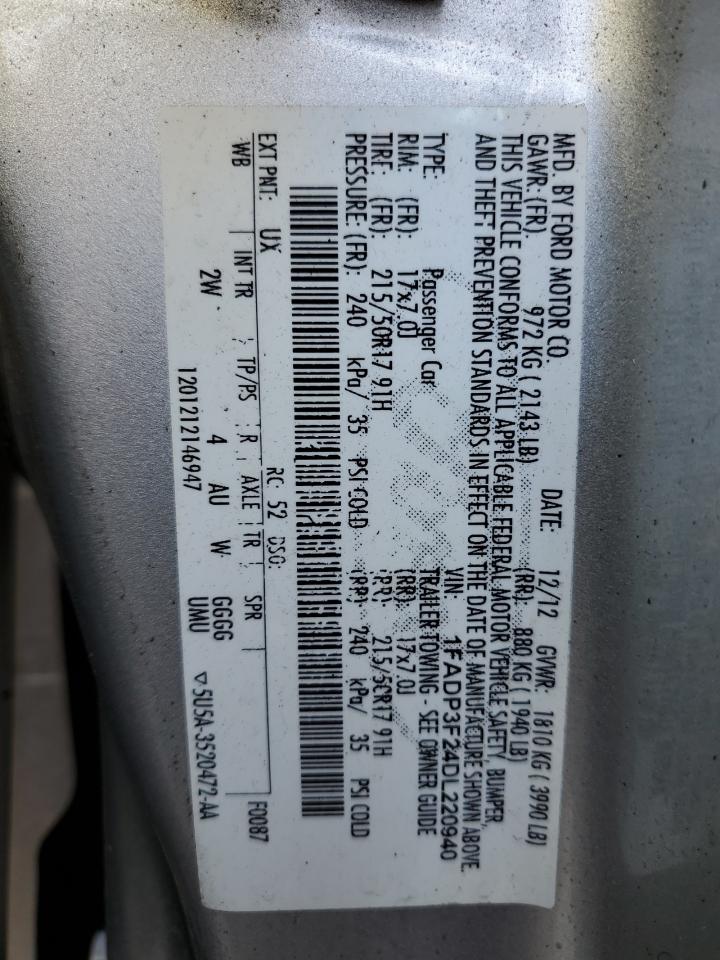 MFD. BY FORD MOTOR CO. DATE: 12/12 GVWR: 1810 KG ( 3990 LB)
GAWR: (FR) 972 KG ( 2143 LB) (RR): 880 KG ( 1940 LB)
THIS VEHICLE CONFORMS TO ALL APPLICABLE FEDERAL MOTOR VEHICLE SAFETY, BUMPER,
AND THEFT PREVENTION STANDARDS IN EFFECT ON THE DATE OF MANUFACTURE SHOWN ABOVE
VIN: 1FADP3F24DL220940
TYPE: Passenger Car TRAILER TOWING - SEE OWNER GUIDE
RIM: (FR): 17x7.0J (RR): 17x7.0J
TIRE: (FR): 215/50R17 91H (RR): 215/50R17 91H
PRESSURE: (FR): 240 kPa/ 35 PSI COLD (RR): 240 kPa/ 35 PSI COLD
RC: 52 DSO: F0087
EXT PNT: UX
WB INT TR TP/PS R AXLE TR SPR
2W 4 AU W GGGG
UMU
1201212146947 ▽5U5A-3520472-AA